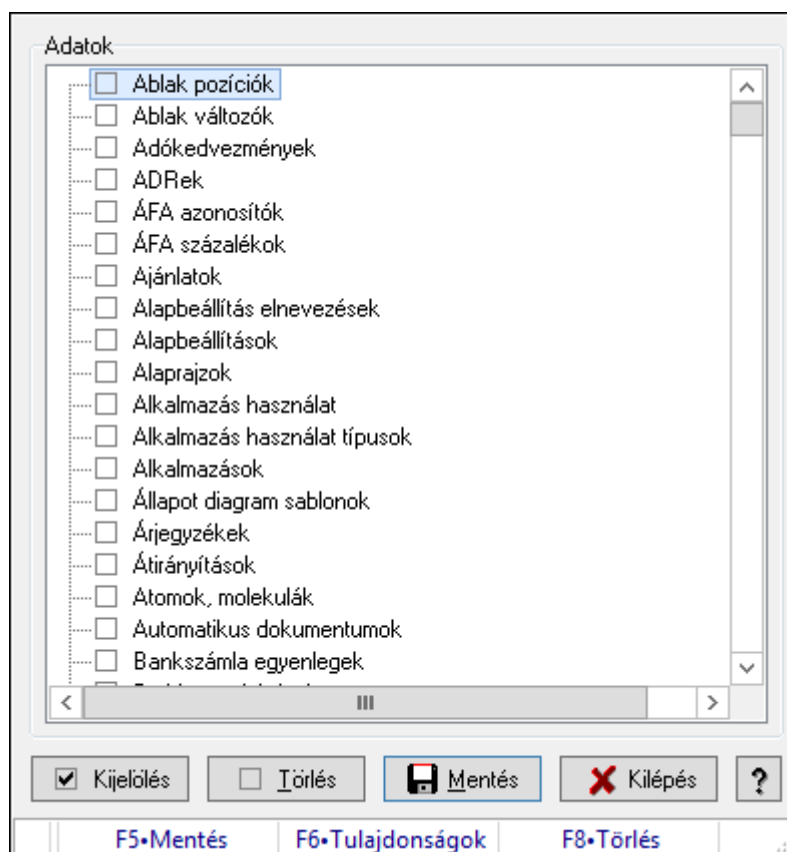 Adatok
Ablak pozíciók
Ablak változók
Adókedvezmények
ADRek
ÁFA azonosítók
ÁFA százalékok
Ajánlatok
Alapbeállítás elnevezések
Alapbeállítások
Alaprajzok
Alkalmazás használat
Alkalmazás használat típusok
Alkalmazások
Állapot diagram sablonok
Árjegyzékek
Átirányítások
Atomok, molekulák
Automatikus dokumentumok
Bankszámla egyenlegek
Kijelölés Törlés Mentés Kilépés ?
F5•Mentés F6•Tulajdonságok F8•Törlés